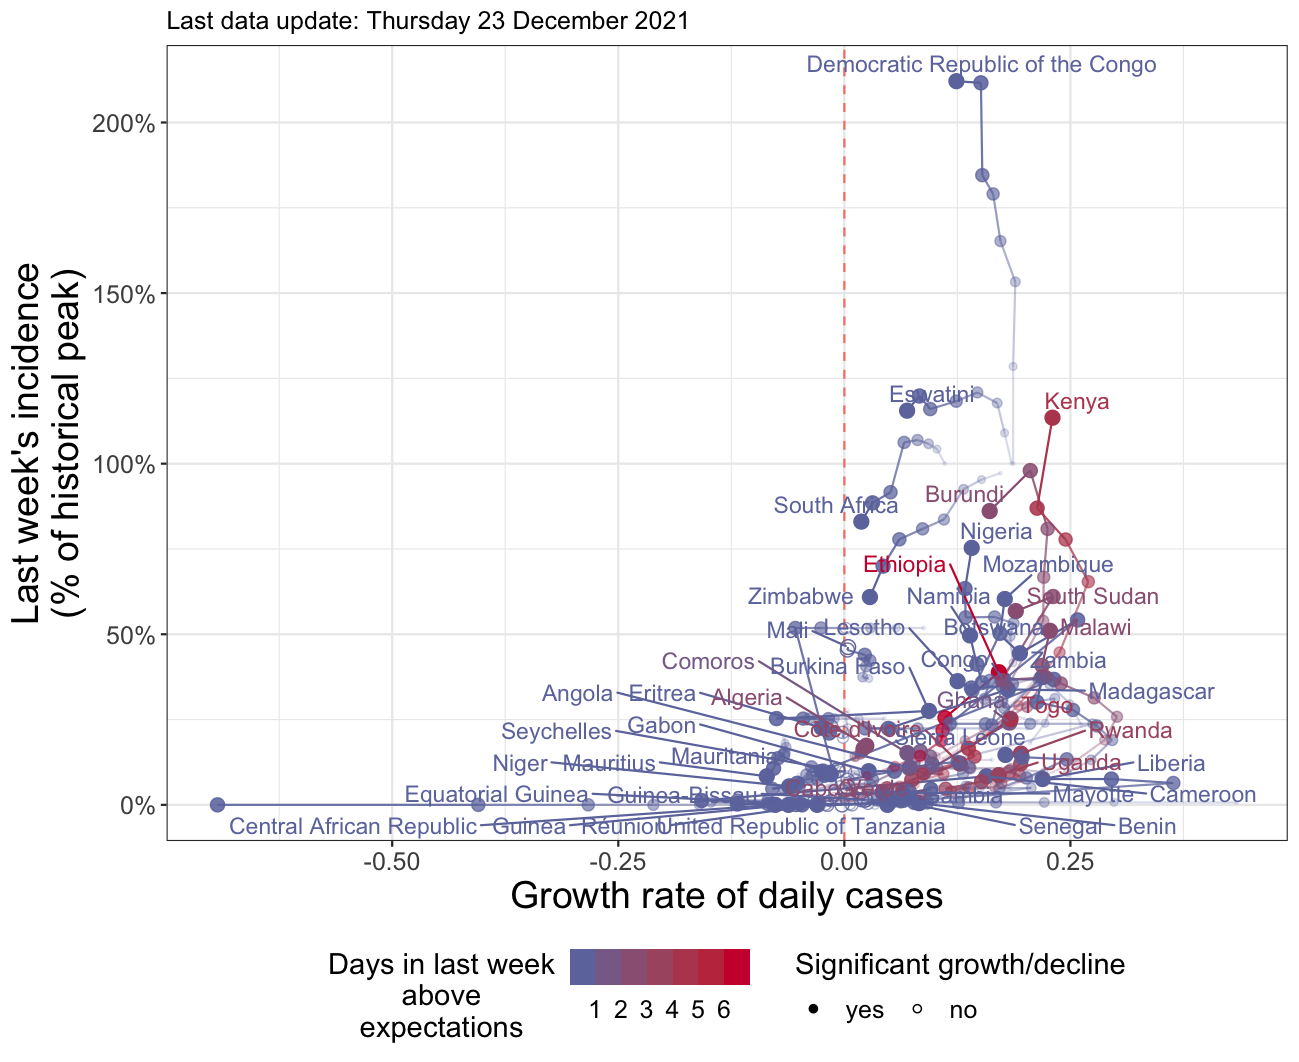 Last data update: Thursday 23 December 2021
Last week's incidence
(% of historical peak)
200%
150%
100%
50%
0%
Democratic Republic of the Congo
Eswatini
Kenya
South Africa
Burundi
Nigeria
Ethiopia
Mozambique
Zimbabwe
Namibia
South Sudan
Mali
Lesotho
Botswana
Malawi
Comoros
Burkina Faso
Congo
Zambia
Angola
Eritrea
Algeria
Ghana
Togo
Madagascar
Seychelles
Gabon
Côte d'Ivoire
Sierra Leone
Rwanda
Niger
Mauritius
Mauritania
Uganda
Liberia
Equatorial Guinea
Guinea-Bissau
Mayotte
Cameroon
Central African Republic
Guinea
Réunion
United Republic of Tanzania
Senegal
Benin
-0.50
-0.25
0.00
0.25
Growth rate of daily cases
Days in last week
above
expectations
1 2 3 4 5 6
Significant growth/decline
yes
no